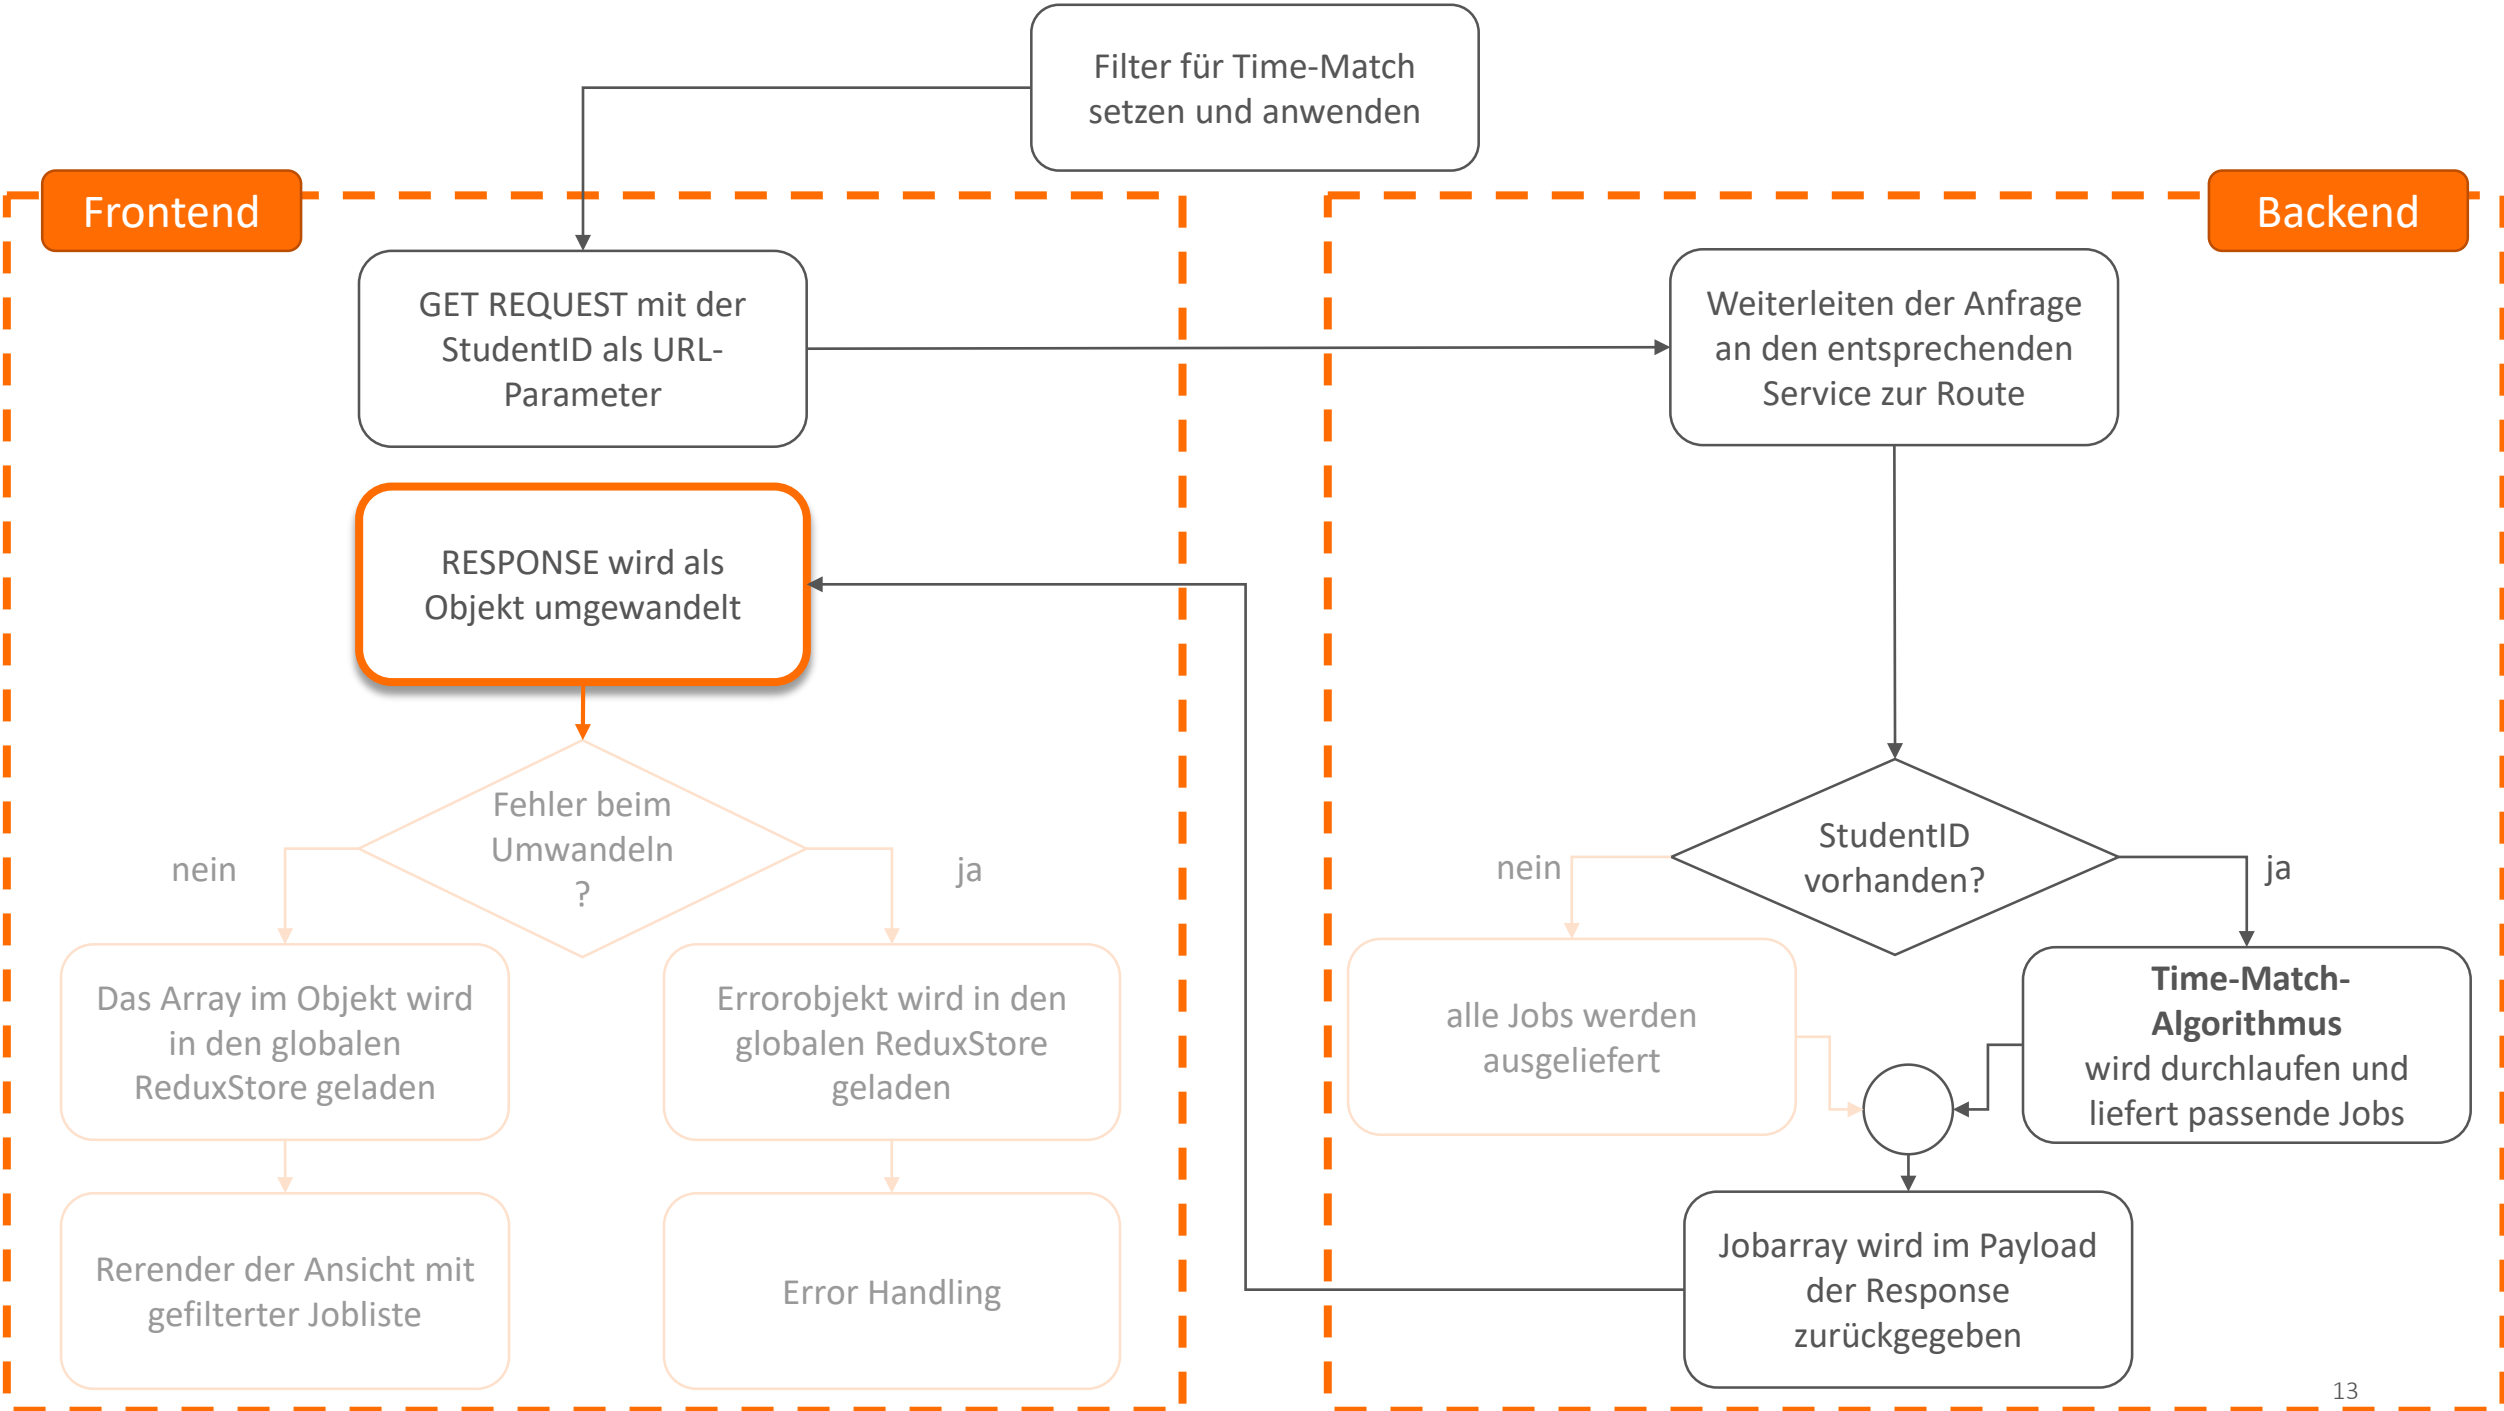 Filter für Time-Match
setzen und anwenden
Frontend
Backend
GET REQUEST mit der
StudentID als URL-
Parameter
Weiterleiten der Anfrage
an den entsprechenden
Service zur Route
RESPONSE wird als
Objekt umgewandelt
Fehler beim
Umwandeln
?
nein
ja
StudentID
vorhanden?
nein
ja
Das Array im Objekt wird
in den globalen
ReduxStore geladen
Errorobjekt wird in den
globalen ReduxStore
geladen
alle Jobs werden
ausgeliefert
Time-Match-
Algorithmus
wird durchlaufen und
liefert passende Jobs
Rerender der Ansicht mit
gefilterter Jobliste
Error Handling
Jobarray wird im Payload
der Response
zurückgegeben
13